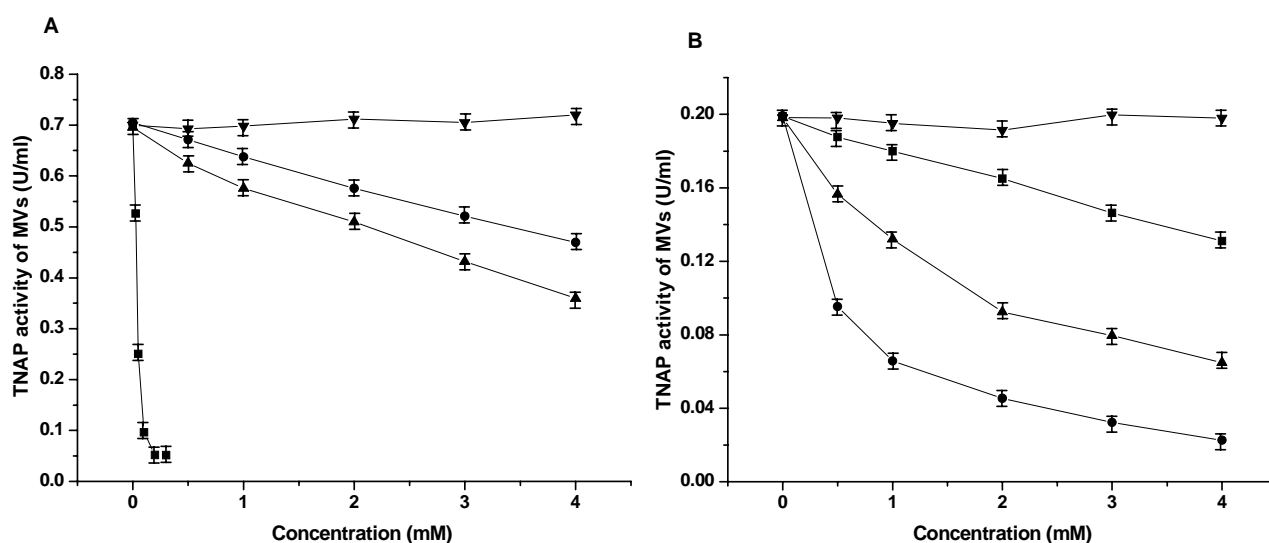 A
TNAP activity of MVs (U/ml)
0.8
0.7
0.6
0.5
0.4
0.3
0.2
0.1
0.0
0 1 2 3 4
Concentration (mM)
B
TNAP activity of MVs (U/ml)
0.20
0.16
0.12
0.08
0.04
0.00
0 1 2 3 4
Concentration (mM)